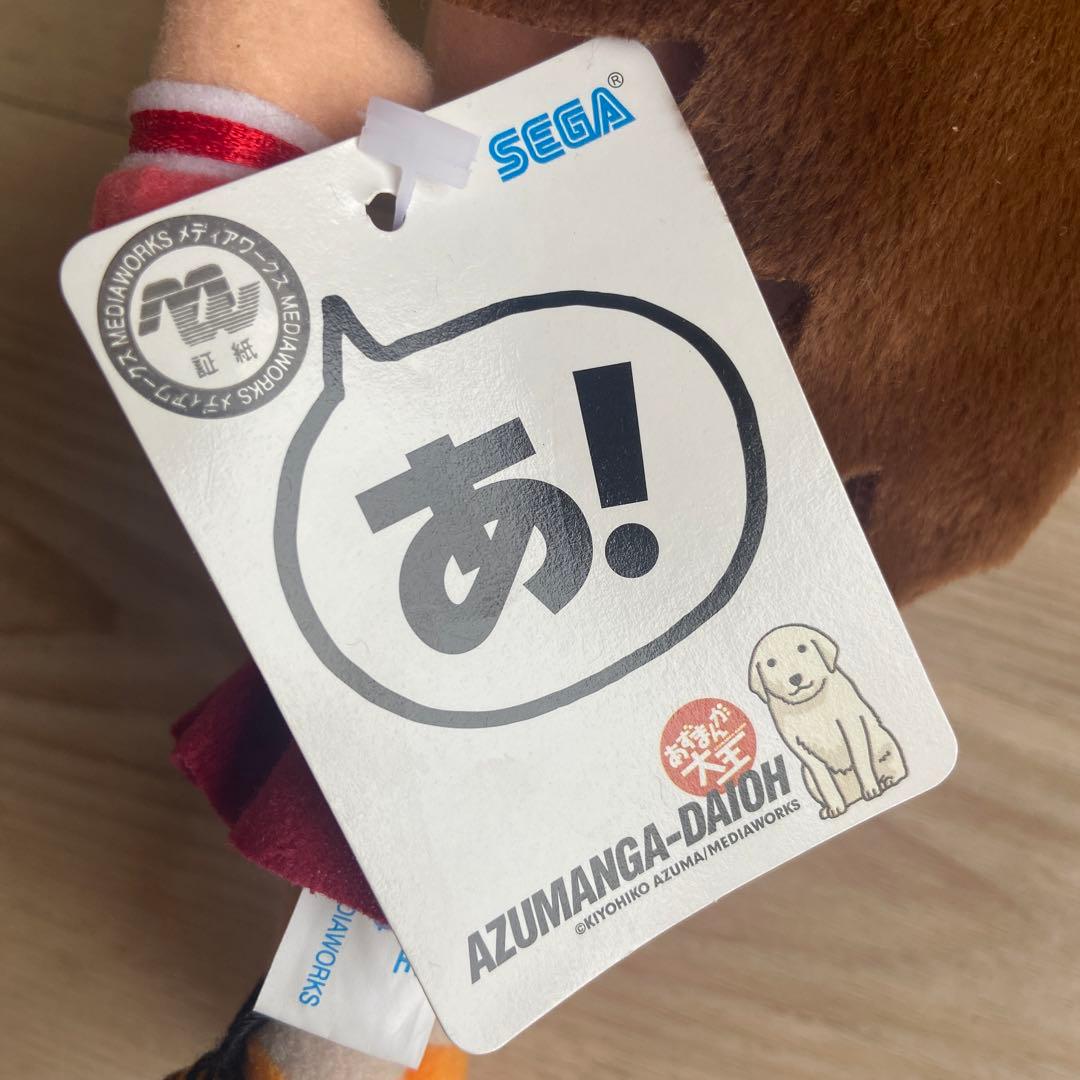 SEGA®
MEDIAWORKS メディアワークス MEDIAWORKS メディアワークス
MW
証紙
あ!
あずまんが
大王
AZUMANGA-DAIOH
©KIYOHIKO AZUMA/MEDIAWORKS
DIAWORKS